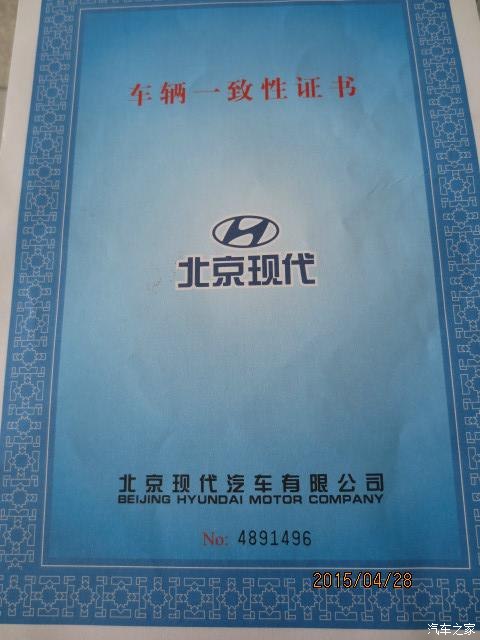 车辆一致性证书
北京现代
北京现代汽车有限公司
BEIJING HYUNDAI MOTOR COMPANY
No: 4891496
2015/04/28
汽车之家